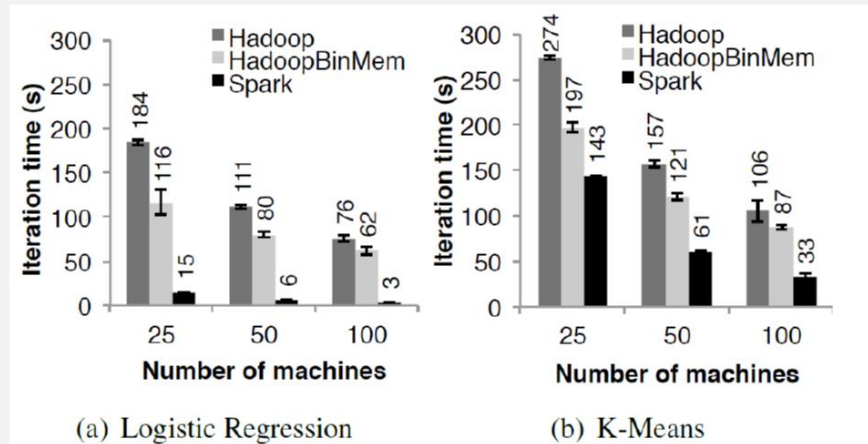 300
250
200
150
100
50
0
Iteration time (s)
Hadoop
HadoopBinMem
Spark
184
116
15
111
80
6
76
62
3
25 50 100
Number of machines
(a) Logistic Regression
300
250
200
150
100
50
0
Iteration time (s)
Hadoop
HadoopBinMem
Spark
274
197
143
157
121
61
106
87
33
25 50 100
Number of machines
(b) K-Means